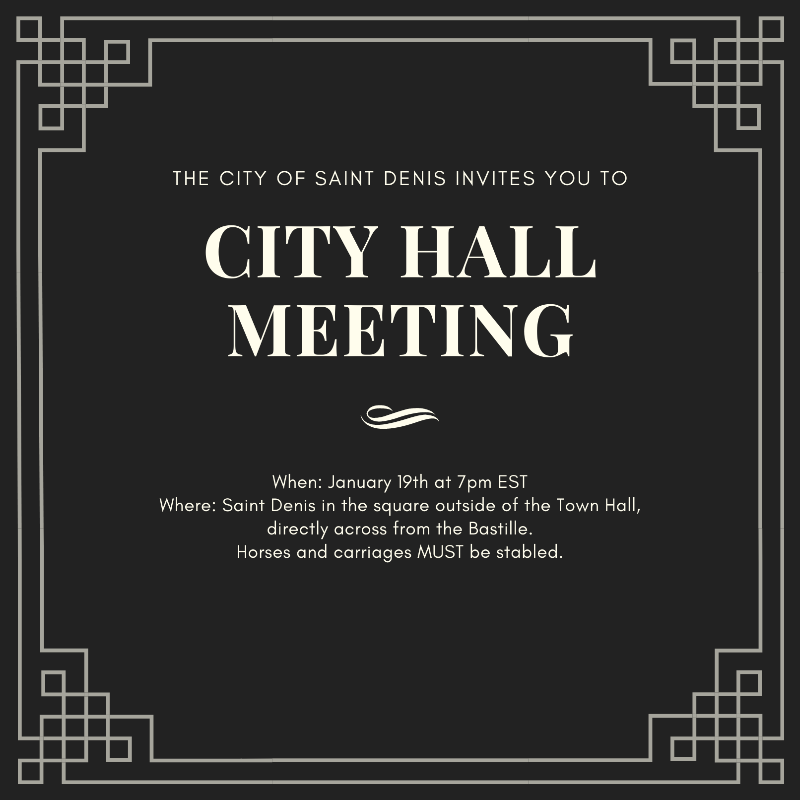 THE CITY OF SAINT DENIS INVITES YOU TO
CITY HALL
MEETING
When: January 19th at 7pm EST
Where: Saint Denis in the square outside of the Town Hall,
directly across from the Bastille.
Horses and carriages MUST be stabled.